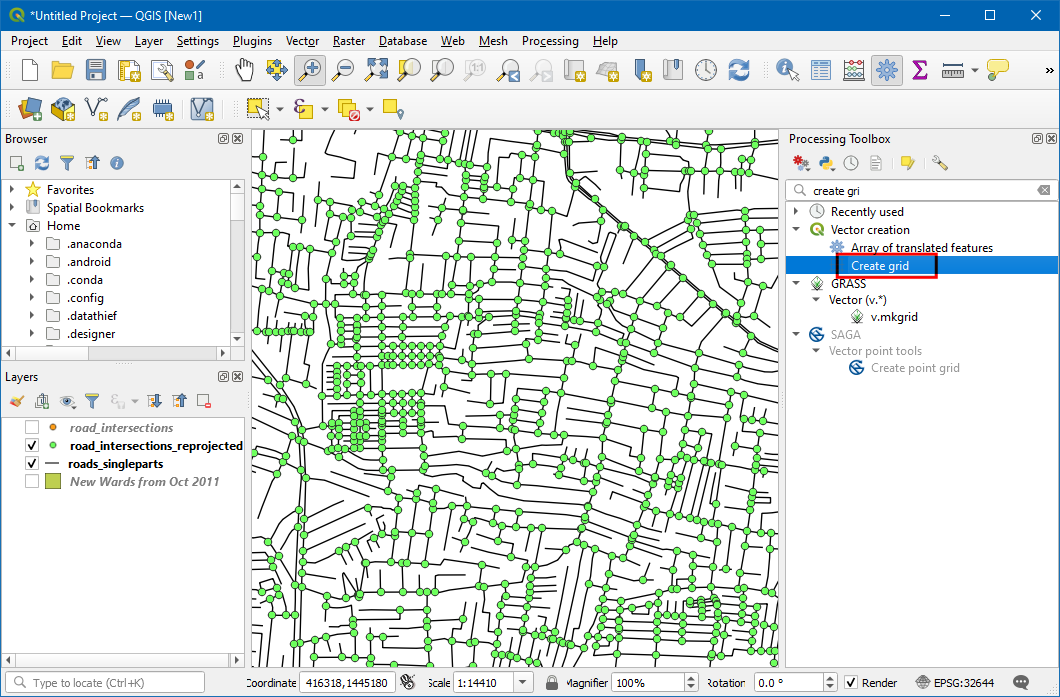 *Untitled Project — QGIS [New1]
Project Edit View Layer Settings Plugins Vector Raster Database Web Mesh Processing Help
1:1
a
»
Browser
Favorites
Spatial Bookmarks
Home
.anaconda
.android
.conda
.config
.datathief
.designer
Layers
road_intersections
road_intersections_reprojected
roads_singleparts
New Wards from Oct 2011
Processing Toolbox
create gri
Recently used
Vector creation
Array of translated features
Create grid
GRASS
Vector (v.*)
v.mkgrid
SAGA
Vector point tools
Create point grid
Type to locate (Ctrl+K) Coordinate 416318,1445180 Scale 1:14410 Magnifier 100% Rotation 0.0 ° Render EPSG:32644